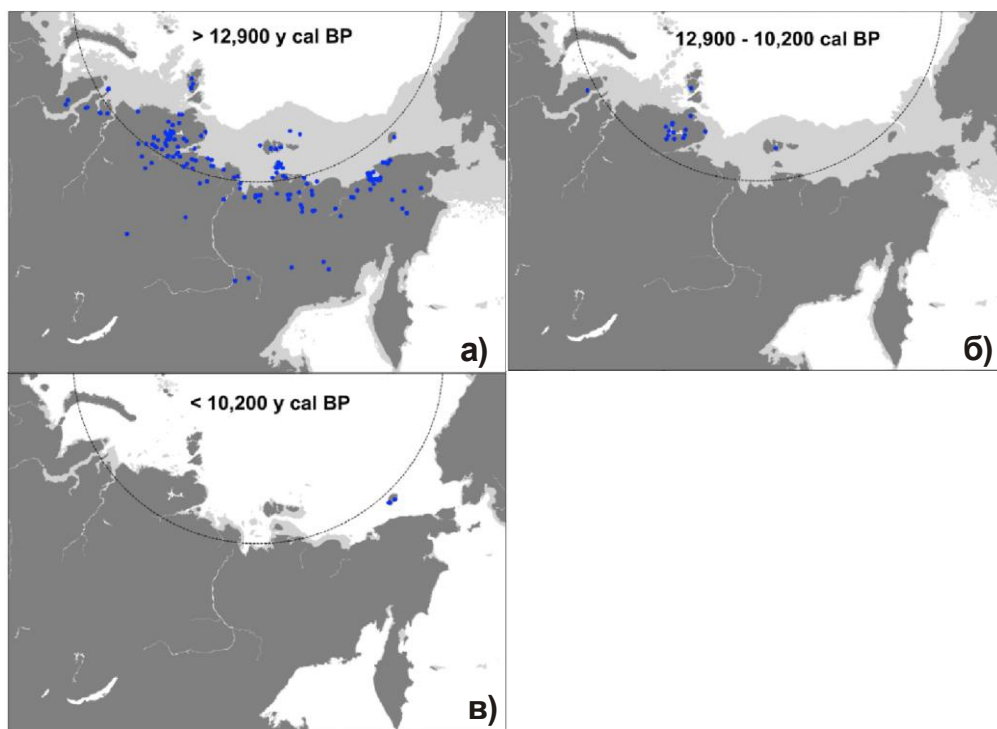 > 12,900 y cal BP
а)
12,900 - 10,200 cal BP
б)
< 10,200 y cal BP
в)